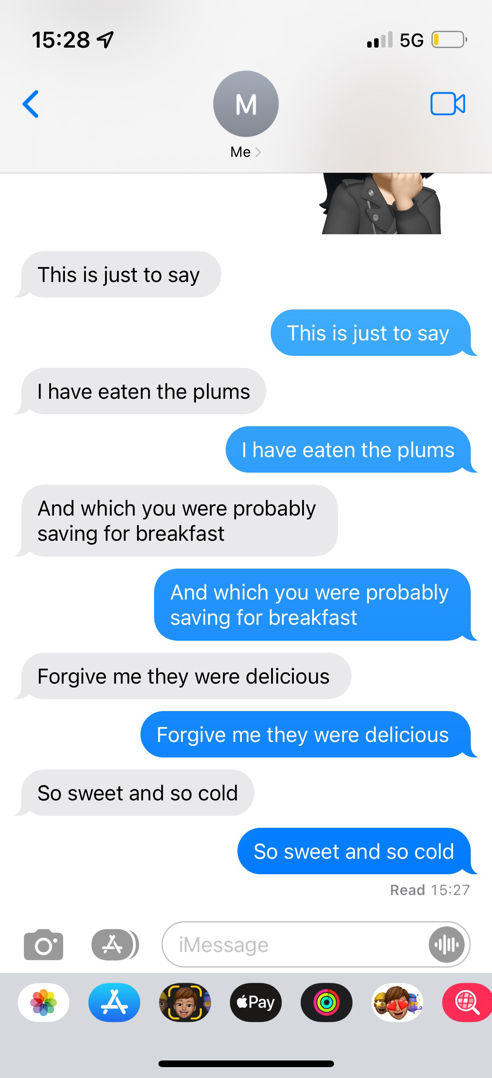 15:28
5G
M
Me
This is just to say
This is just to say
I have eaten the plums
I have eaten the plums
And which you were probably
saving for breakfast
And which you were probably
saving for breakfast
Forgive me they were delicious
Forgive me they were delicious
So sweet and so cold
So sweet and so cold
Read 15:27
iMessage
Pay